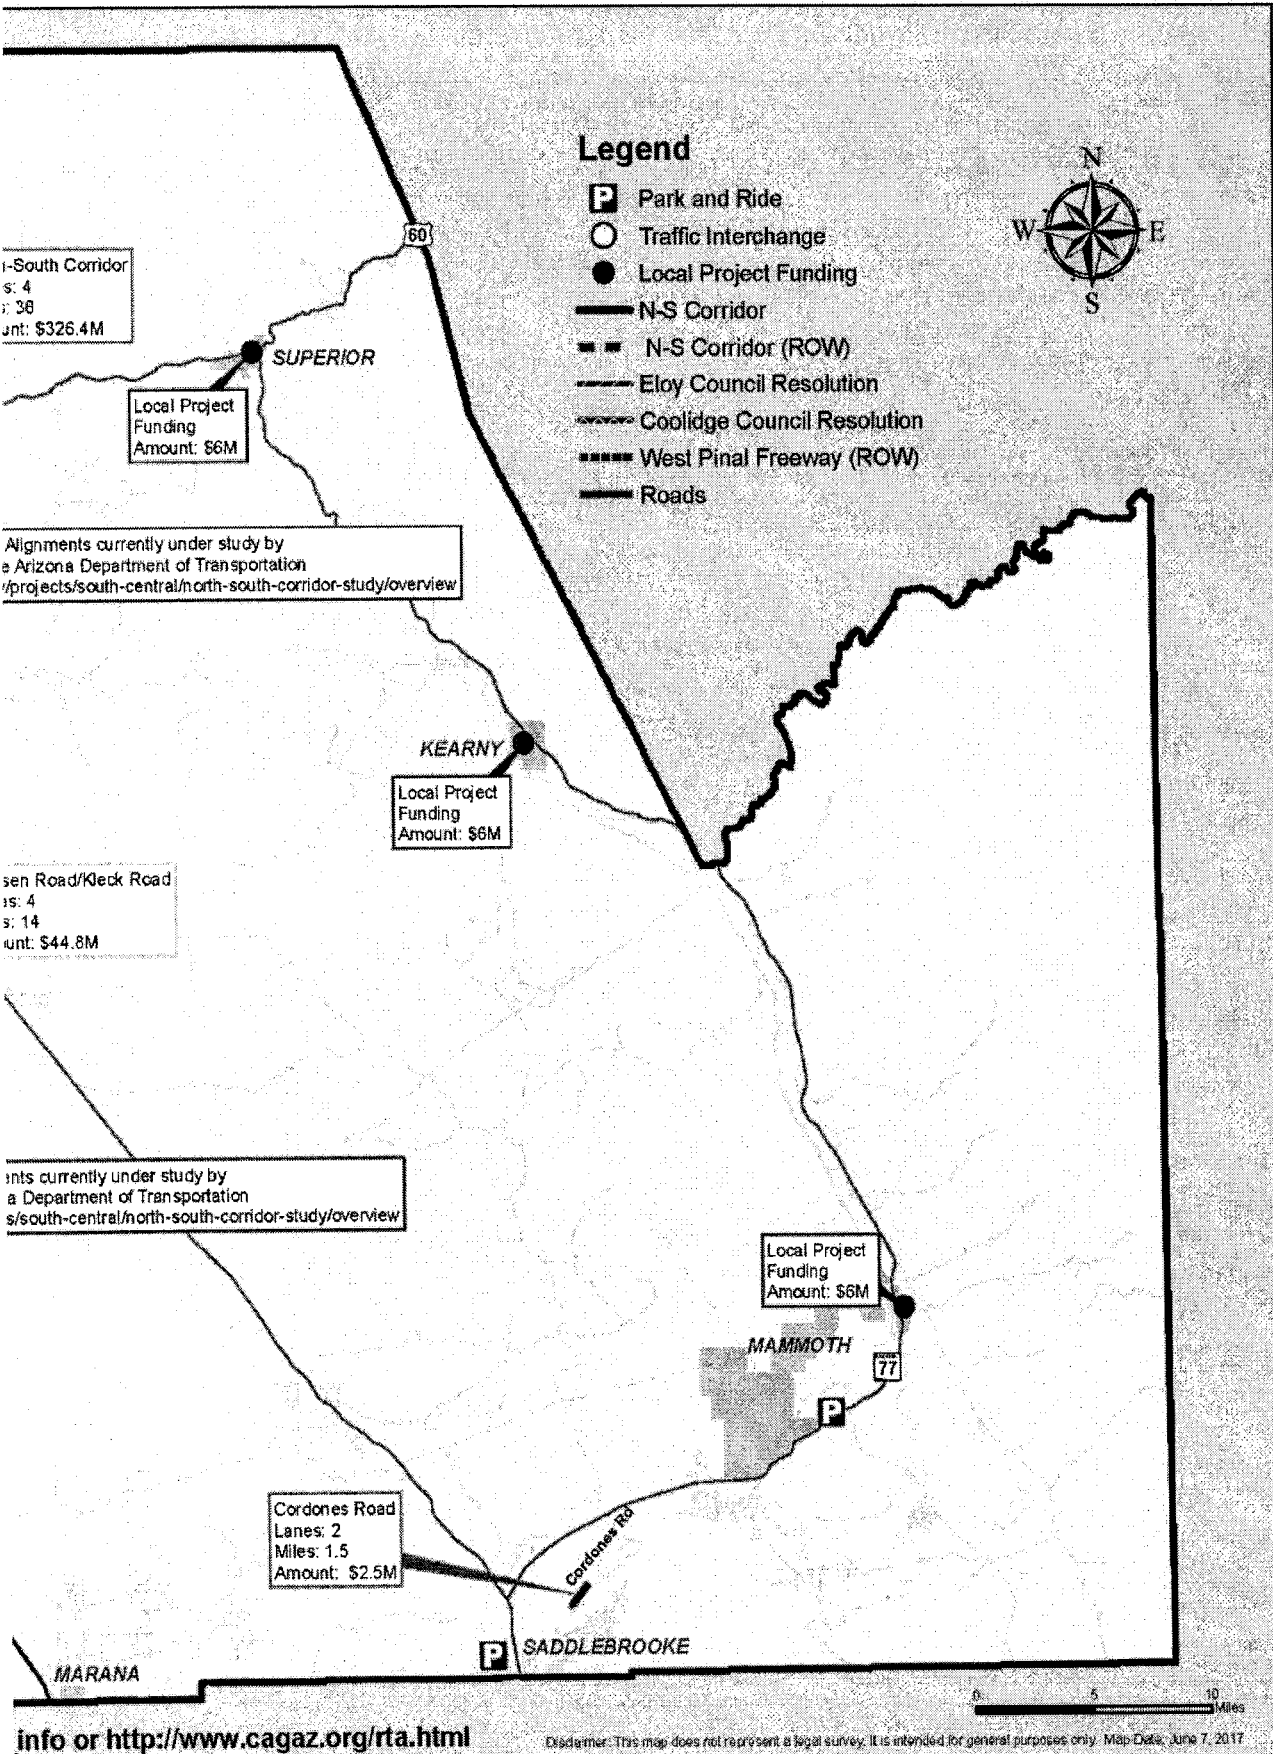 Legend
P Park and Ride
Traffic Interchange
Local Project Funding
N-S Corridor
N-S Corridor (ROW)
Eloy Council Resolution
Coolidge Council Resolution
West Pinal Freeway (ROW)
Roads
N
W E
S
60
-South Corridor
s: 4
: 36
unt: $326.4M
SUPERIOR
Local Project
Funding
Amount: $6M
Alignments currently under study by
e Arizona Department of Transportation
/projects/south-central/north-south-corridor-study/overview
KEARNY
Local Project
Funding
Amount: $6M
sen Road/Kleck Road
es: 4
s: 14
unt: $44.8M
ents currently under study by
a Department of Transportation
s/south-central/north-south-corridor-study/overview
Local Project
Funding
Amount: $6M
MAMMOTH
77
P
Cordones Road
Lanes: 2
Miles: 1.5
Amount: $2.5M
Cordones Rd
P SADDLEBROOKE
MARANA
0 5 10
Miles
info or http://www.cagaz.org/rta.html
Disclaimer: This map does not represent a legal survey. It is intended for general purposes only. Map Date: June 7, 2017